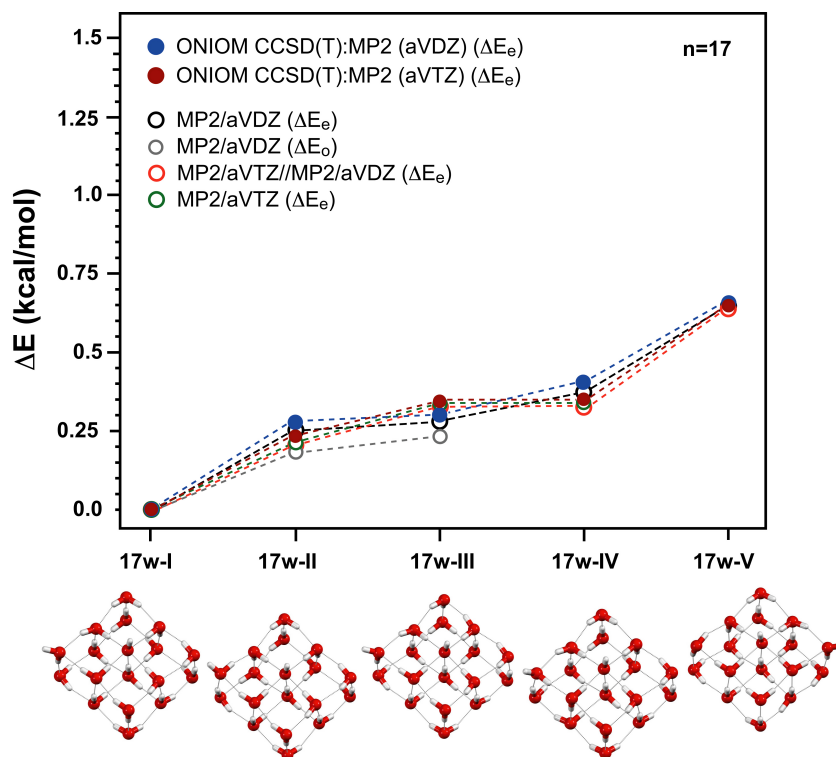 1.5
1.25
1.0
0.75
0.5
0.25
0.0
ΔE (kcal/mol)
ONIOM CCSD(T):MP2 (aVDZ) (ΔEe)
ONIOM CCSD(T):MP2 (aVTZ) (ΔEe)
n=17
MP2/aVDZ (ΔEe)
MP2/aVDZ (ΔEo)
MP2/aVTZ//MP2/aVDZ (ΔEe)
MP2/aVTZ (ΔEe)
17w-I 17w-II 17w-III 17w-IV 17w-V